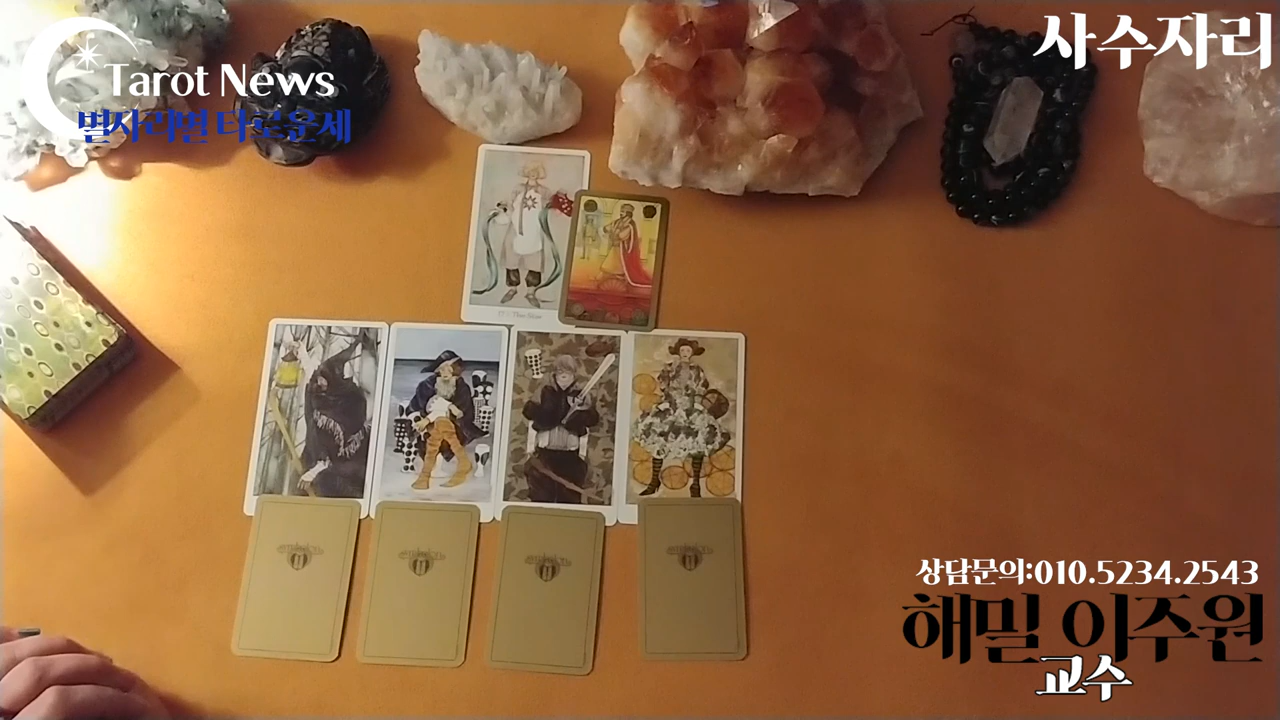 Tarot News
별자리별 타로운세
사수자리
상담문의:010.5234.2543
해밀 이주원
교수